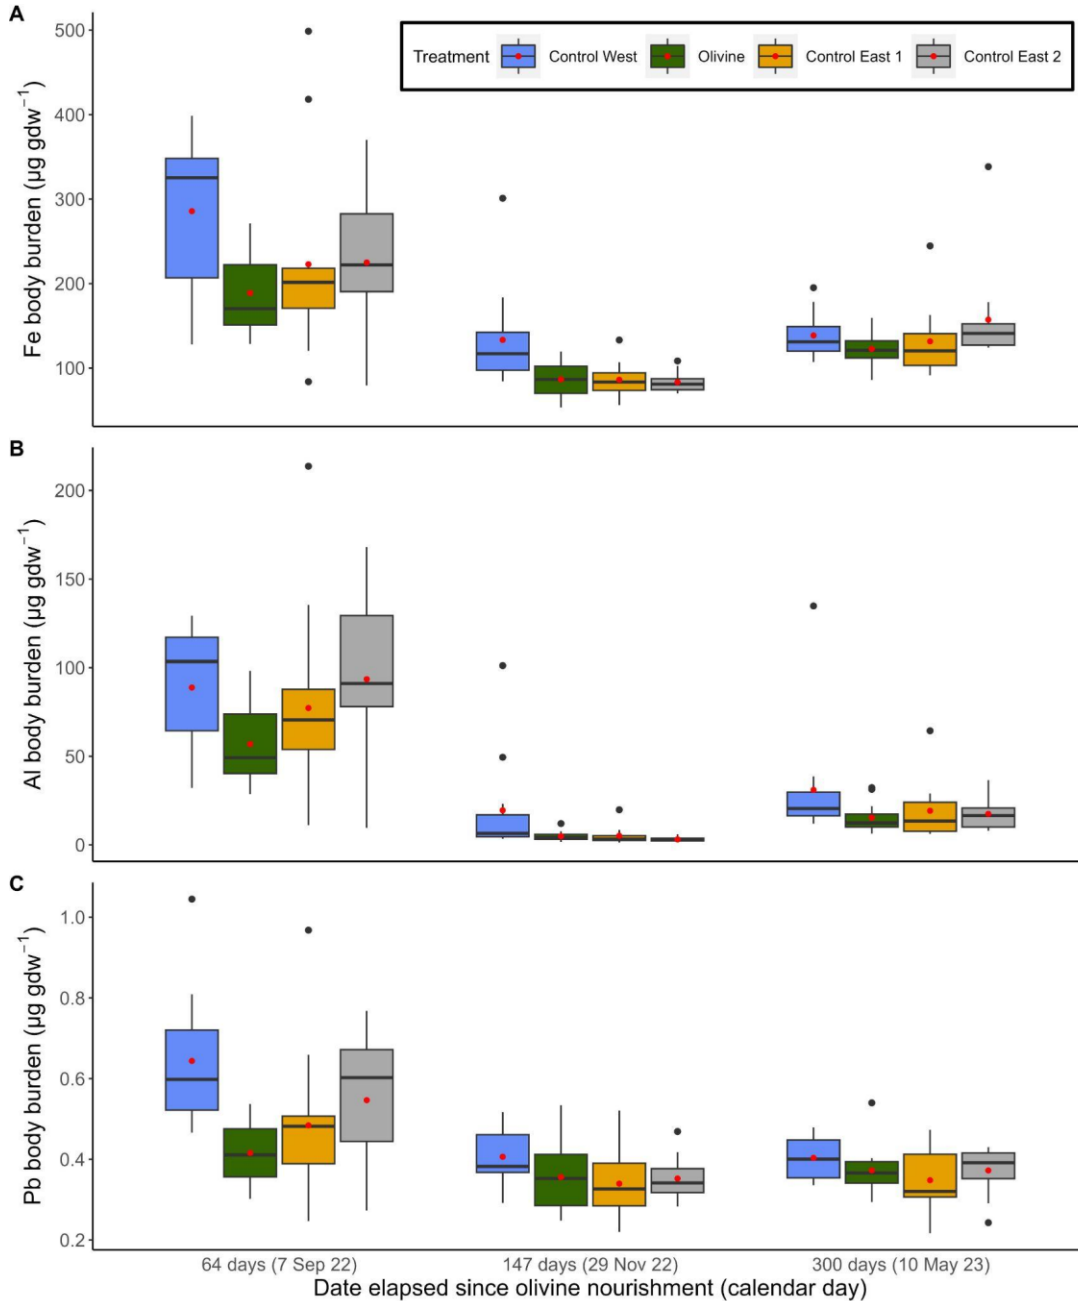 A
Fe body burden (µg gdw⁻¹)
500
400
300
200
100
Treatment Control West Olivine Control East 1 Control East 2
B
Al body burden (µg gdw⁻¹)
200
150
100
50
0
C
Pb body burden (µg gdw⁻¹)
1.0
0.8
0.6
0.4
0.2
64 days (7 Sep 22) 147 days (29 Nov 22) 300 days (10 May 23)
Date elapsed since olivine nourishment (calendar day)